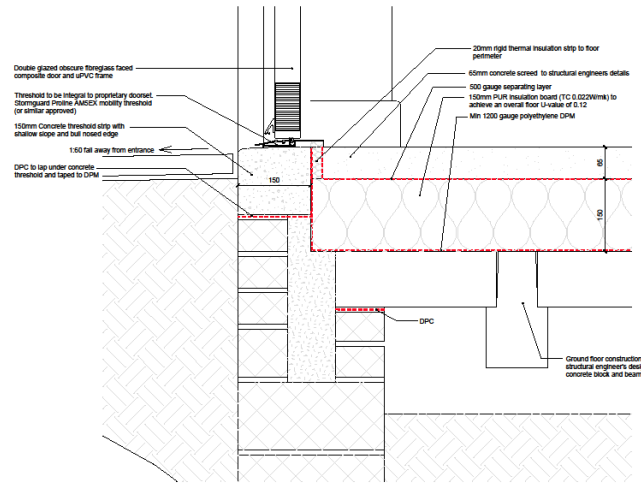 Double glazed obscure fibreglass faced
composite door and uPVC frame
Threshold to be integral to proprietary doorset.
Stormguard Proline AM5EX mobility threshold
(or similar approved)
150mm Concrete threshold strip with
shallow slope and bull nosed edge
1:60 fall away from entrance
DPC to lap under concrete
threshold and taped to DPM
20mm rigid thermal insulation strip to floor
perimeter
65mm concrete screed to structural engineers details
500 gauge separating layer
150mm PUR insulation board (TC 0.022W/mk) to
achieve an overall floor U-value of 0.12
Min 1200 gauge polyethylene DPM
150
65
150
DPC
Ground floor construction
structural engineer's desi
concrete block and beam